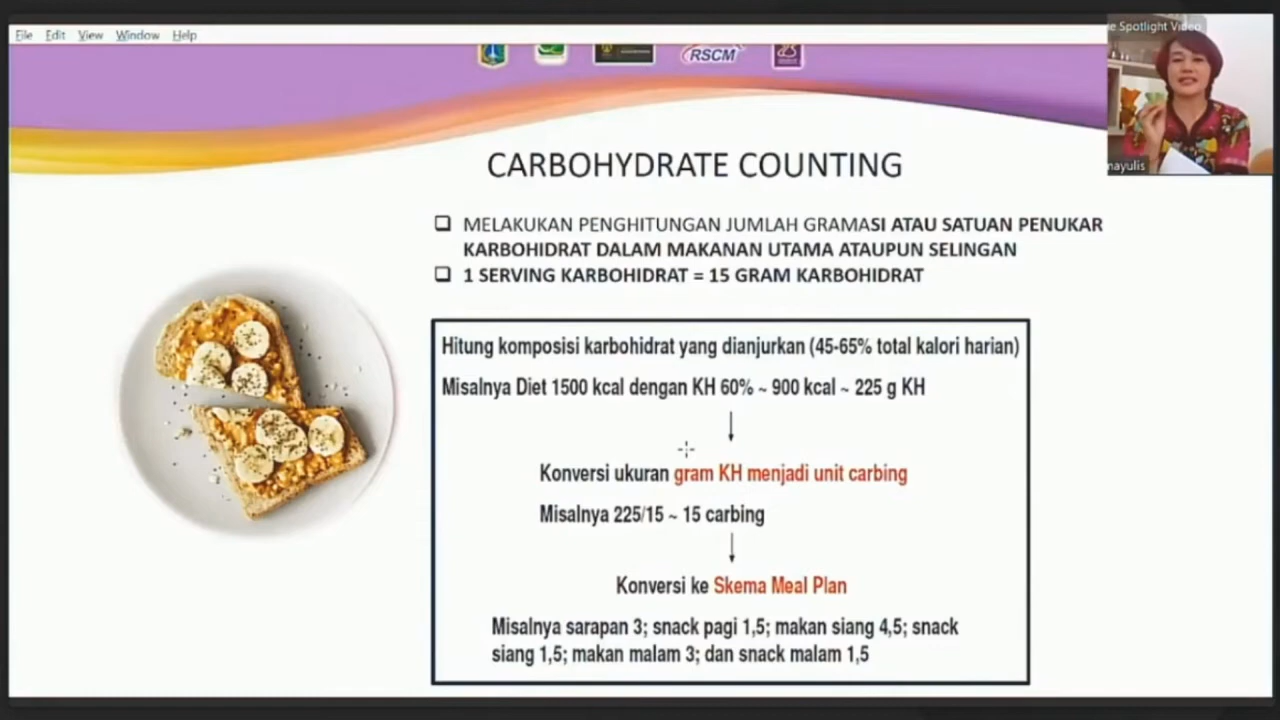 File Edit View Window Help
e Spotlight Video
RSCM
mayulis
CARBOHYDRATE COUNTING
MELAKUKAN PENGHITUNGAN JUMLAH GRAMASI ATAU SATUAN PENUKAR
KARBOHIDRAT DALAM MAKANAN UTAMA ATAUPUN SELINGAN
1 SERVING KARBOHIDRAT = 15 GRAM KARBOHIDRAT
Hitung komposisi karbohidrat yang dianjurkan (45-65% total kalori harian)
Misalnya Diet 1500 kcal dengan KH 60% ~ 900 kcal ~ 225 g KH
Konversi ukuran gram KH menjadi unit carbing
Misalnya 225/15 ~ 15 carbing
Konversi ke Skema Meal Plan
Misalnya sarapan 3; snack pagi 1,5; makan siang 4,5; snack
siang 1,5; makan malam 3; dan snack malam 1,5